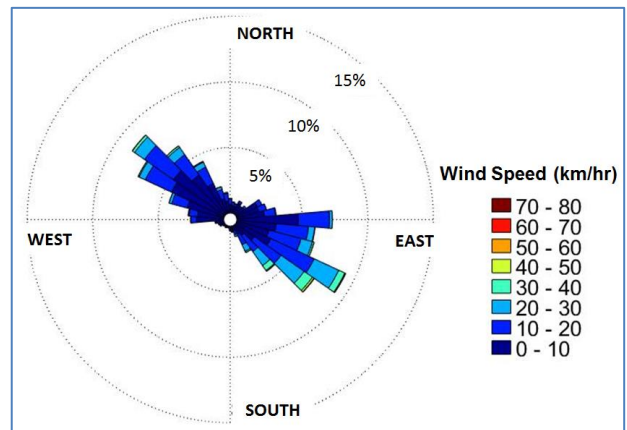 NORTH
15%
10%
5%
WEST
EAST
SOUTH
Wind Speed (km/hr)
70 - 80
60 - 70
50 - 60
40 - 50
30 - 40
20 - 30
10 - 20
0 - 10